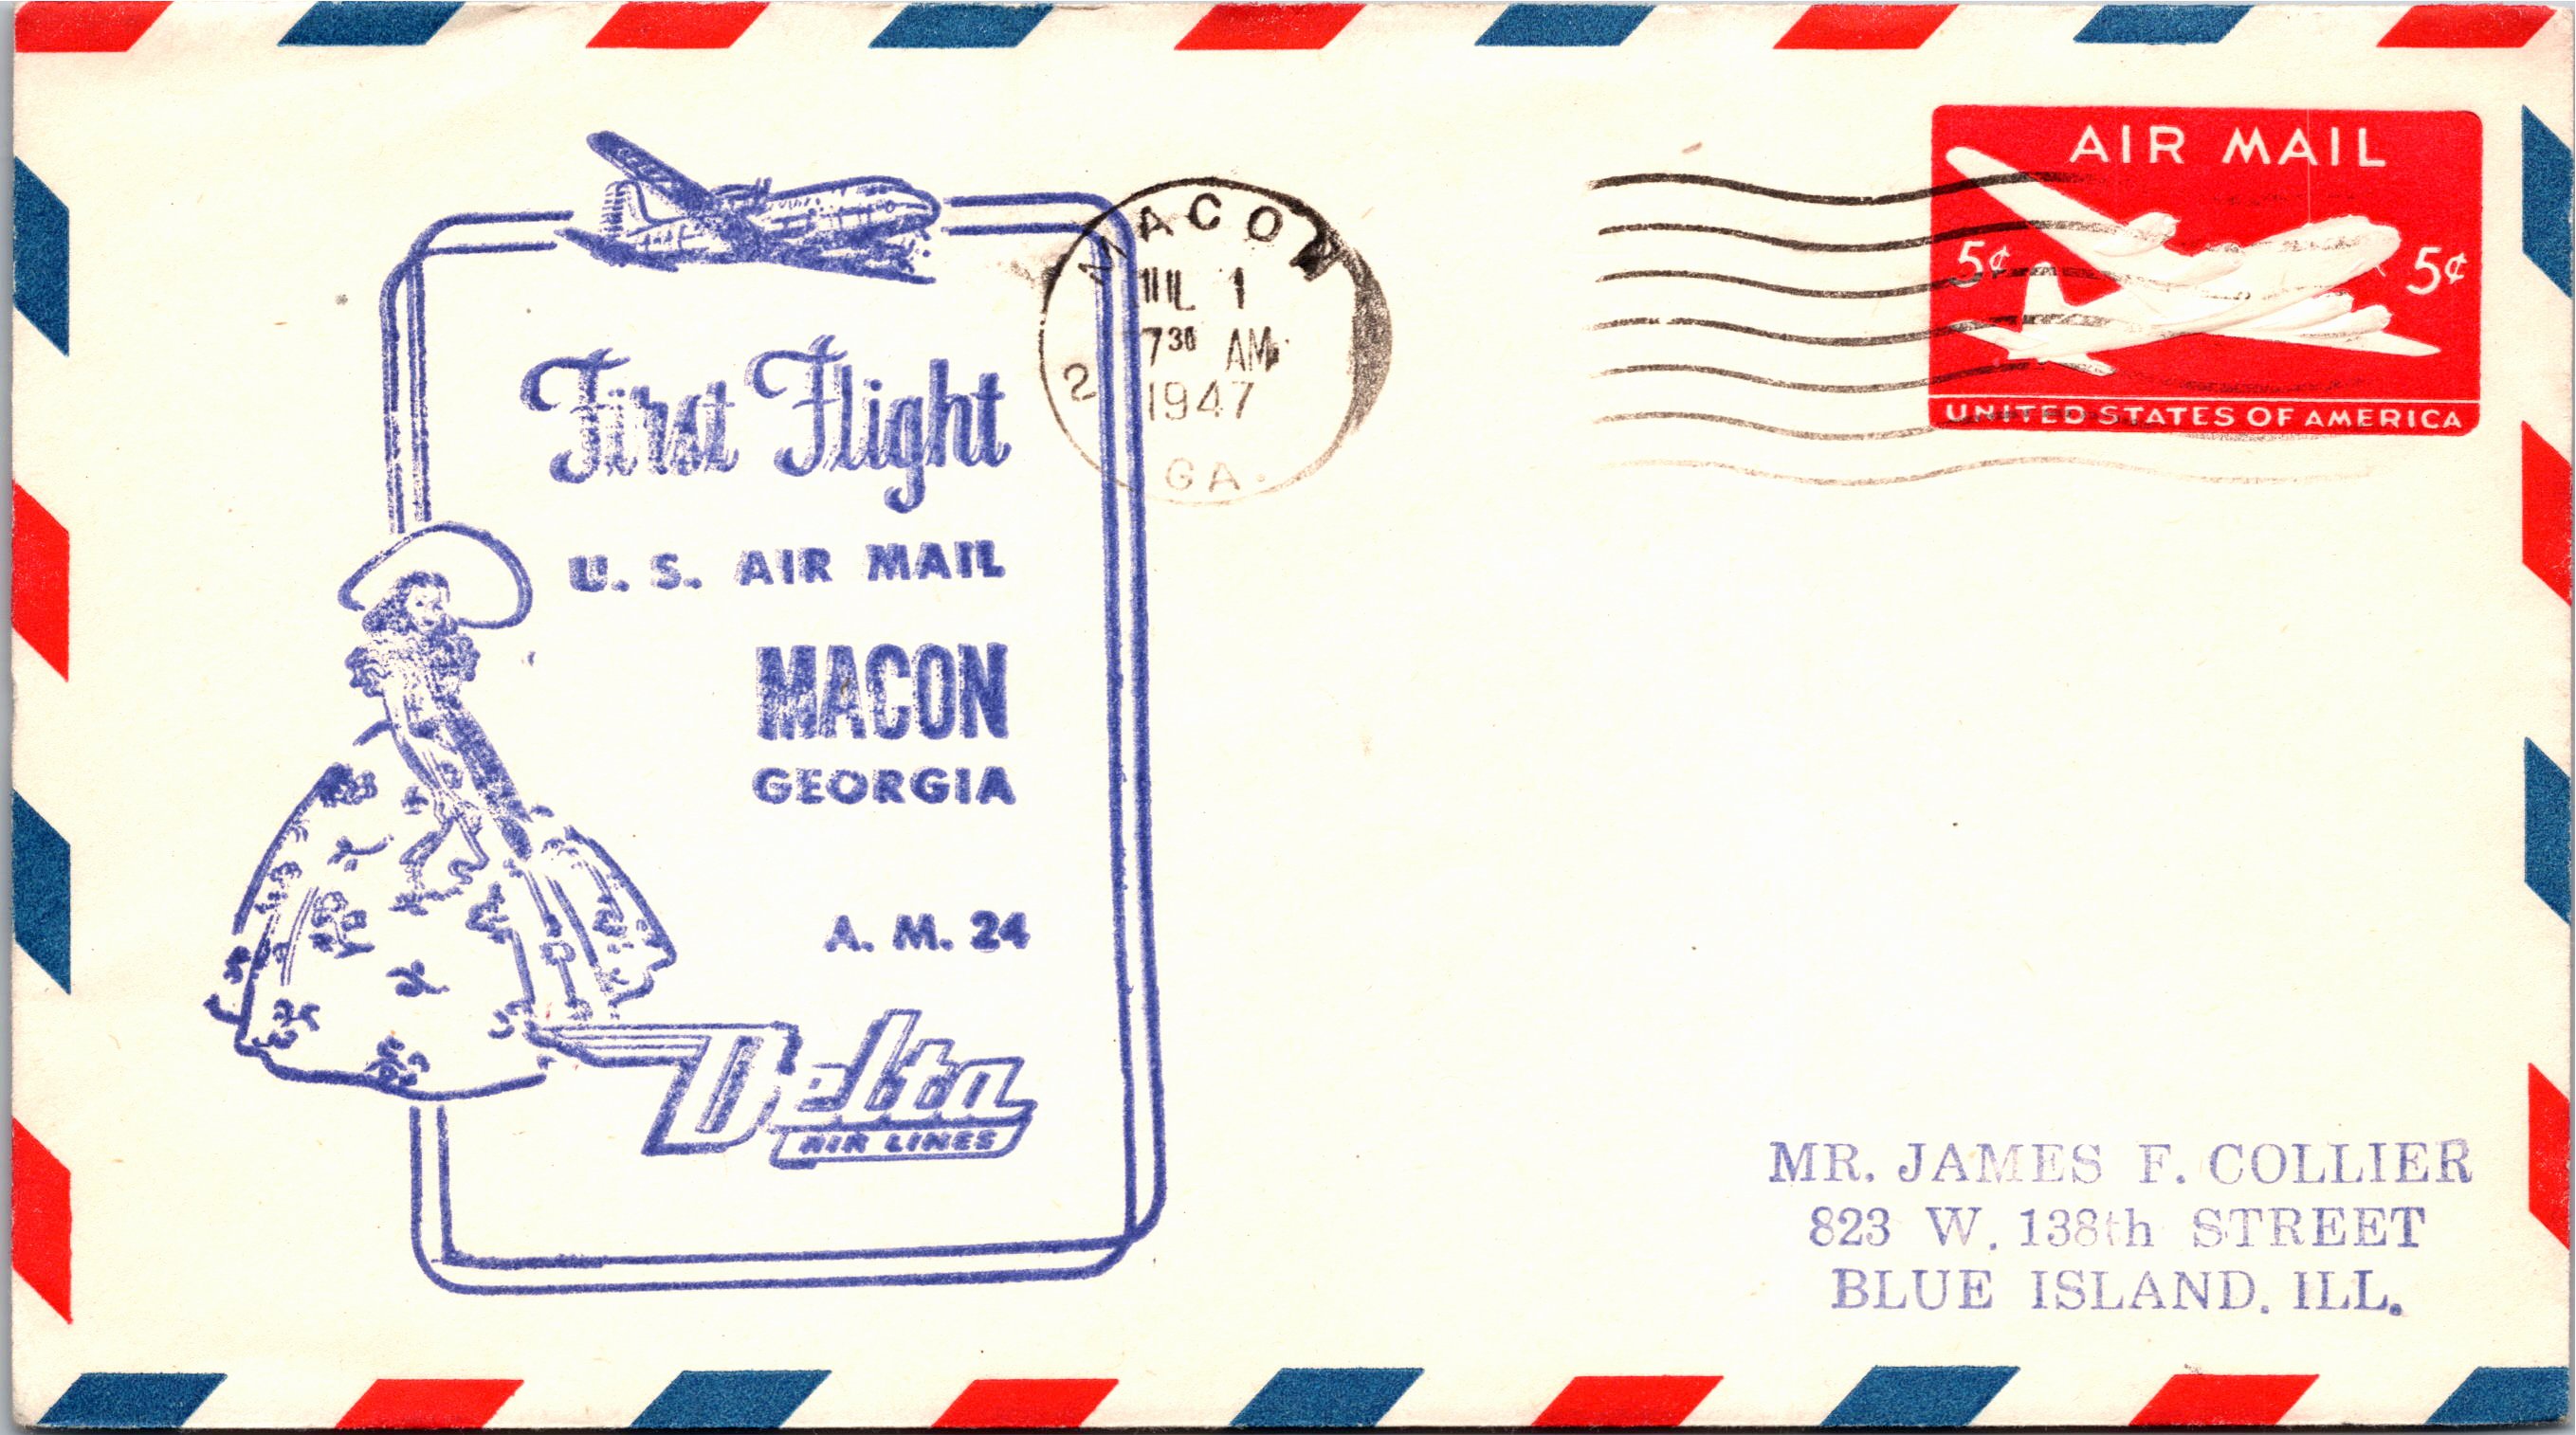 First Flight
U. S. AIR MAIL
MACON
GEORGIA
A. M. 24
Delta
AIR LINES
MACON
JUL 1
730 AM
1947
2
GA.
AIR MAIL
5¢ 5¢
UNITED STATES OF AMERICA
MR. JAMES F. COLLIER
823 W. 138th STREET
BLUE ISLAND. ILL.